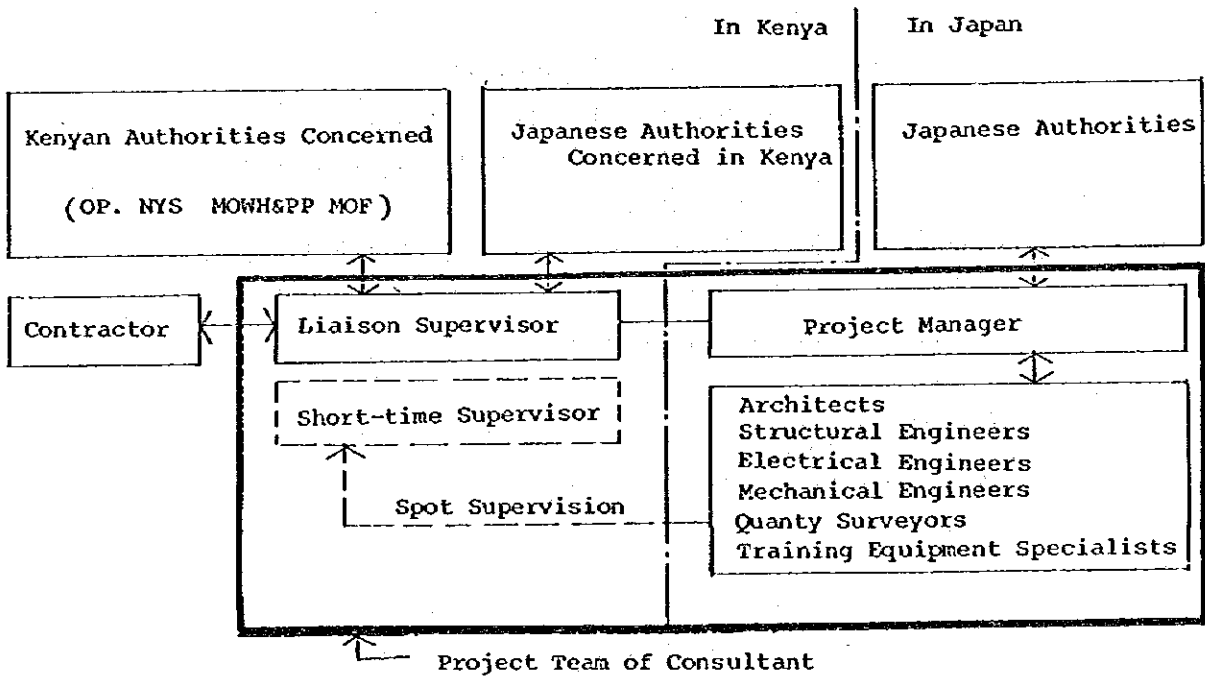 In Kenya
In Japan
Kenyan Authorities Concerned
(OP. NYS MOWH&PP MOF)
Japanese Authorities
Concerned in Kenya
Japanese Authorities
Contractor
Liaison Supervisor
Project Manager
Short-time Supervisor
Spot Supervision
Architects
Structural Engineers
Electrical Engineers
Mechanical Engineers
Quanty Surveyors
Training Equipment Specialists
Project Team of Consultant